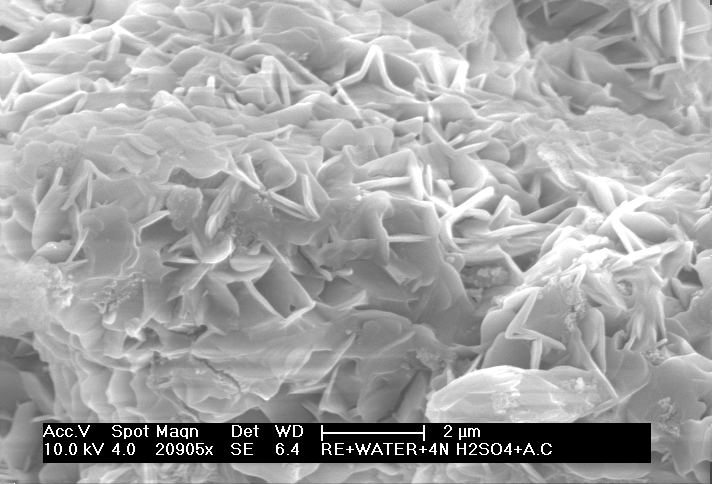 Acc.V Spot Magn Det WD 2 µm
10.0 kV 4.0 20905x SE 6.4 RE+WATER+4N H2SO4+A.C